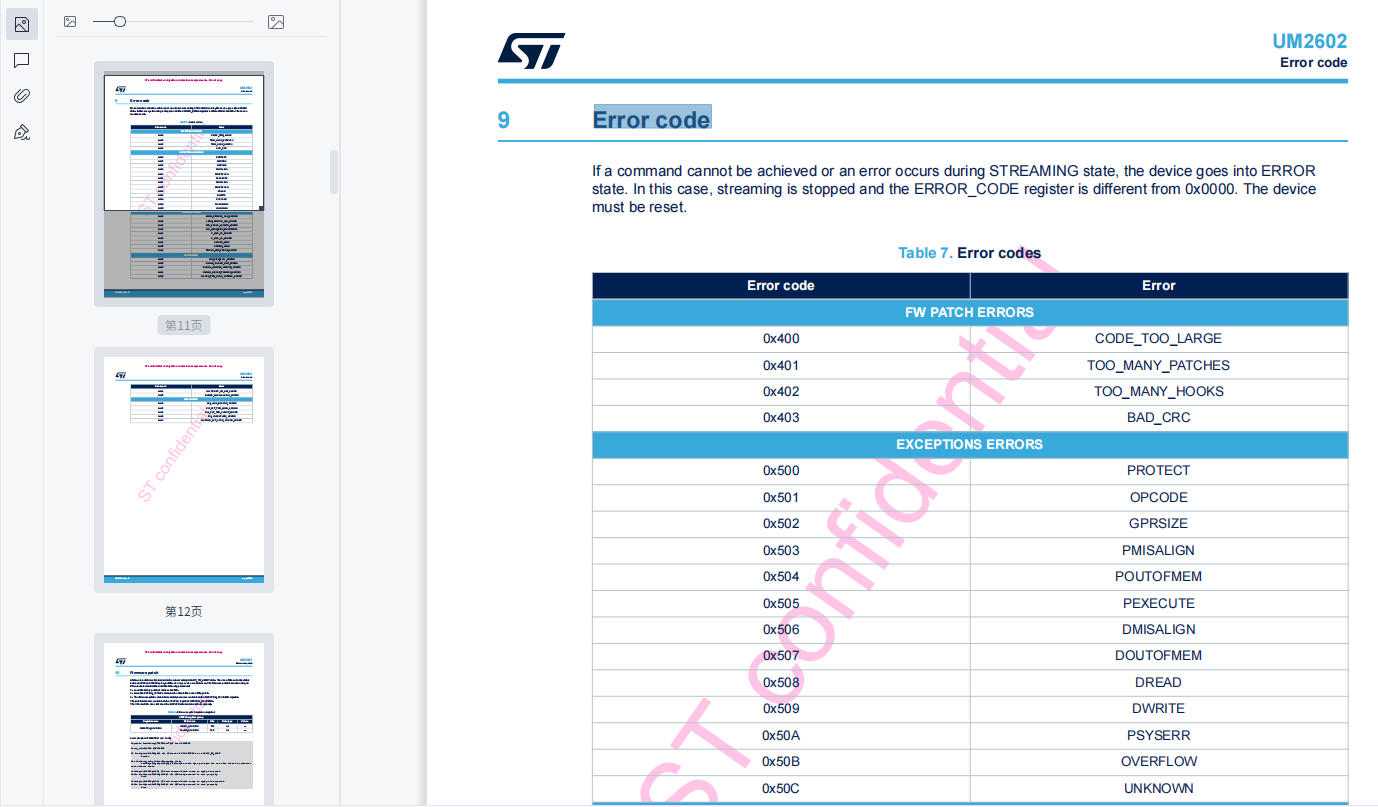 第11页
第12页
ST
UM2602
Error code
9 Error code
If a command cannot be achieved or an error occurs during STREAMING state, the device goes into ERROR
state. In this case, streaming is stopped and the ERROR_CODE register is different from 0x0000. The device
must be reset.
Table 7. Error codes
Error code Error
FW PATCH ERRORS
0x400 CODE_TOO_LARGE
0x401 TOO_MANY_PATCHES
0x402 TOO_MANY_HOOKS
0x403 BAD_CRC
EXCEPTIONS ERRORS
0x500 PROTECT
0x501 OPCODE
0x502 GPRSIZE
0x503 PMISALIGN
0x504 POUTOFMEM
0x505 PEXECUTE
0x506 DMISALIGN
0x507 DOUTOFMEM
0x508 DREAD
0x509 DWRITE
0x50A PSYSERR
0x50B OVERFLOW
0x50C UNKNOWN
ST confidential